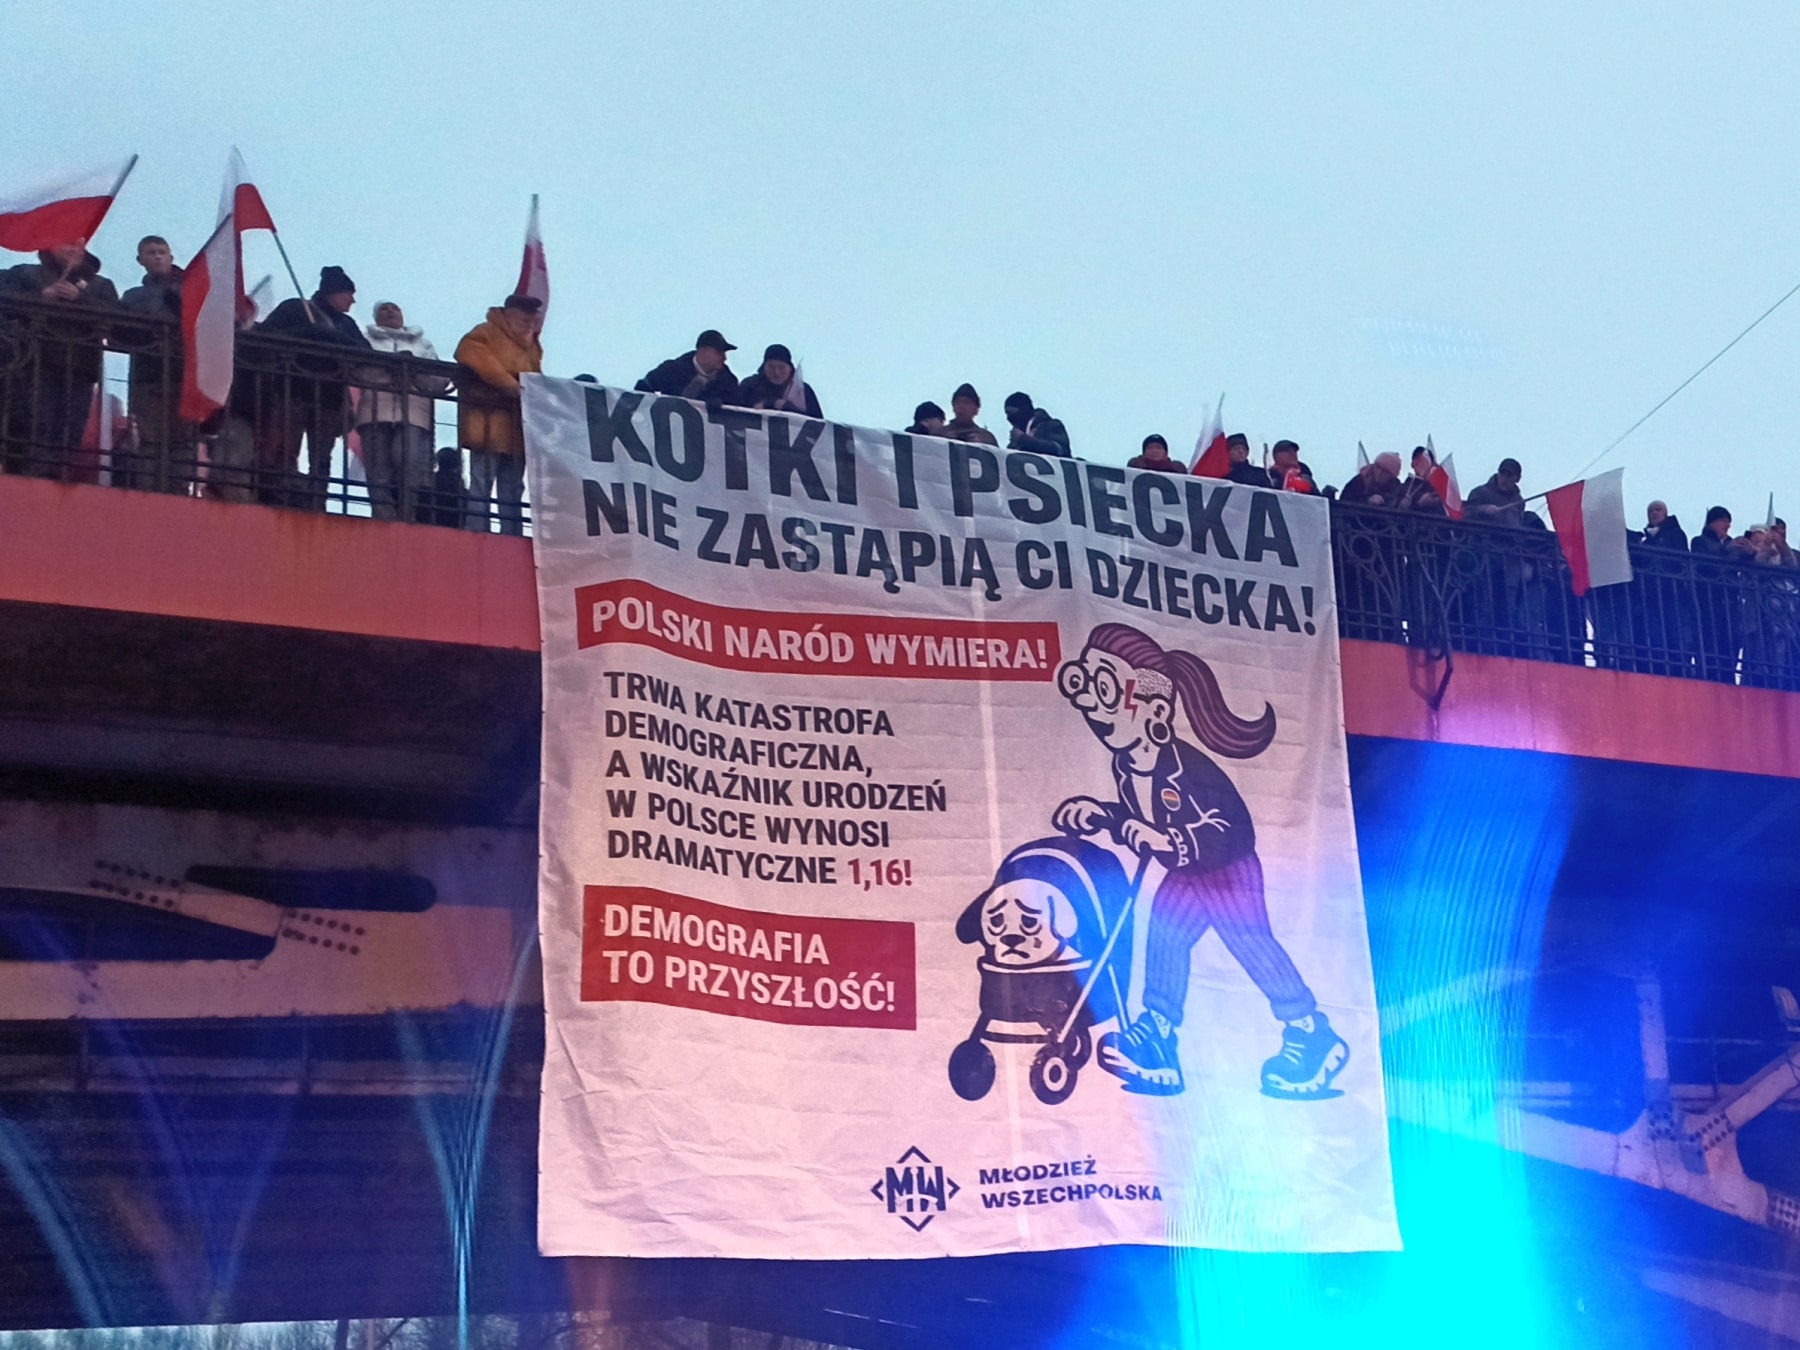 KOTKI I PSIECKA
NIE ZASTĄPIĄ CI DZIECKA!
POLSKI NARÓD WYMIERA!
TRWA KATASTROFA
DEMOGRAFICZNA,
A WSKAŹNIK URODZEŃ
W POLSCE WYNOSI
DRAMATYCZNE 1,16!
DEMOGRAFIA
TO PRZYSZŁOŚĆ!
MW
MŁODZIEŻ
WSZECHPOLSKA